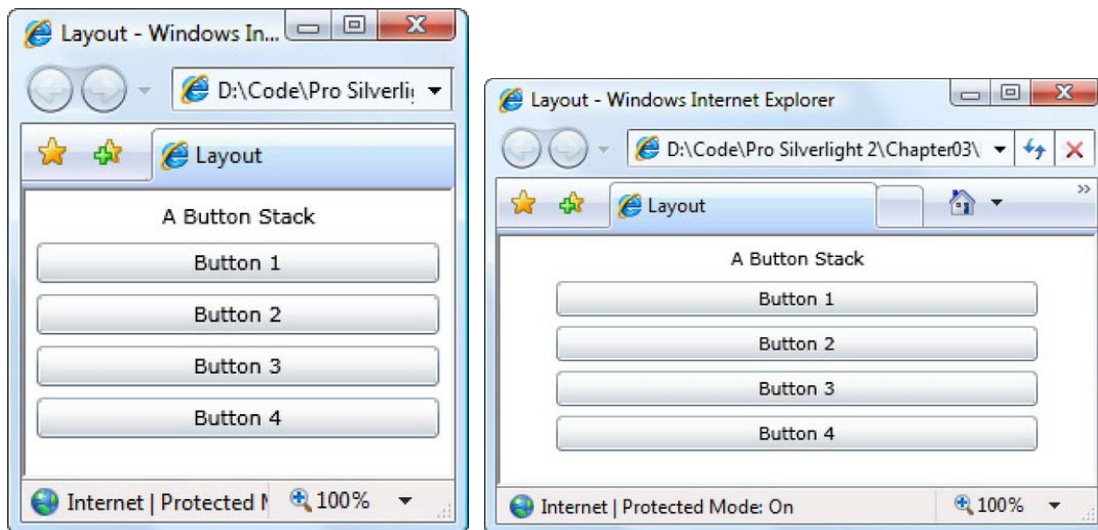 Layout - Windows In...
D:\Code\Pro Silverli
Layout
A Button Stack
Button 1
Button 2
Button 3
Button 4
Internet | Protected
100%
Layout - Windows Internet Explorer
D:\Code\Pro Silverlight 2\Chapter03\
Layout
A Button Stack
Button 1
Button 2
Button 3
Button 4
Internet | Protected Mode: On
100%